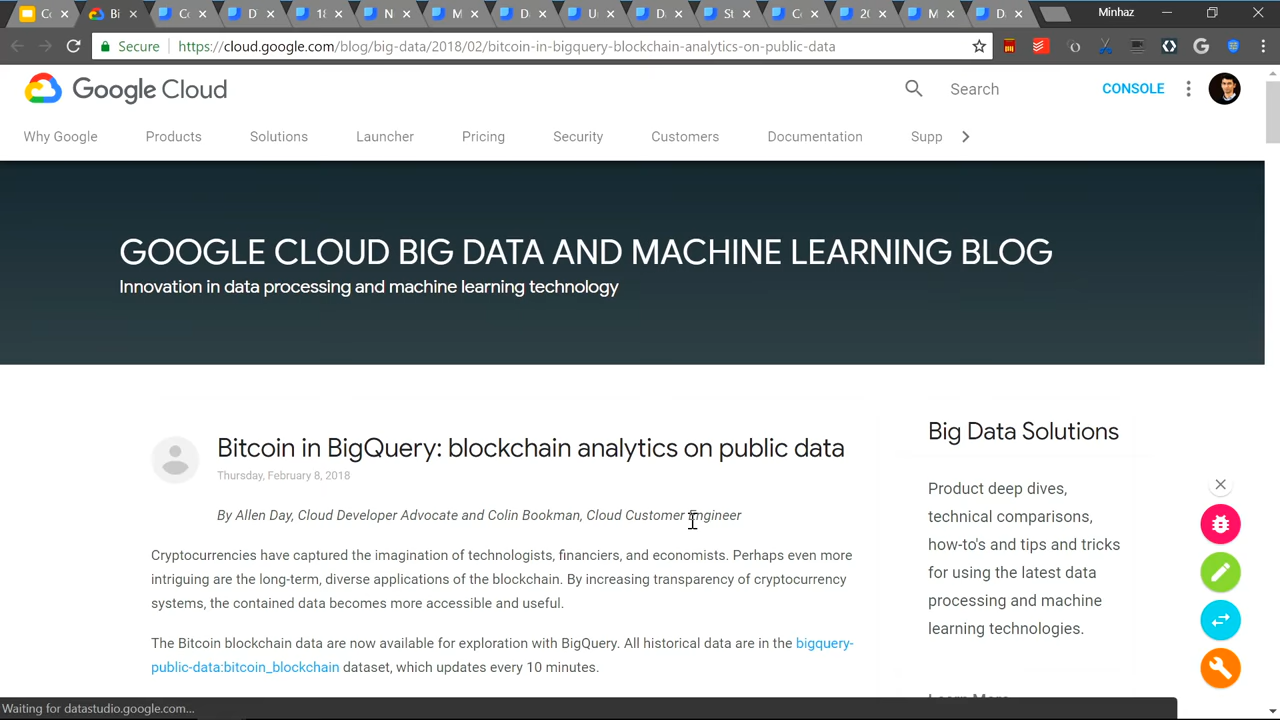 Co
Bi
Co
D
18
N
M
D
U
D
S
C
20
M
D
Minhaz
Secure
https://cloud.google.com/blog/big-data/2018/02/bitcoin-in-bigquery-blockchain-analytics-on-public-data
Google Cloud
Search
CONSOLE
Why Google
Products
Solutions
Launcher
Pricing
Security
Customers
Documentation
Supp
GOOGLE CLOUD BIG DATA AND MACHINE LEARNING BLOG
Innovation in data processing and machine learning technology
Bitcoin in BigQuery: blockchain analytics on public data
Thursday, February 8, 2018
By Allen Day, Cloud Developer Advocate and Colin Bookman, Cloud Customer Engineer
Cryptocurrencies have captured the imagination of technologists, financiers, and economists. Perhaps even more
intriguing are the long-term, diverse applications of the blockchain. By increasing transparency of cryptocurrency
systems, the contained data becomes more accessible and useful.
The Bitcoin blockchain data are now available for exploration with BigQuery. All historical data are in the bigquery-
public-data:bitcoin_blockchain dataset, which updates every 10 minutes.
Big Data Solutions
Product deep dives,
technical comparisons,
how-to's and tips and tricks
for using the latest data
processing and machine
learning technologies.
Learn More
Waiting for datastudio.google.com...